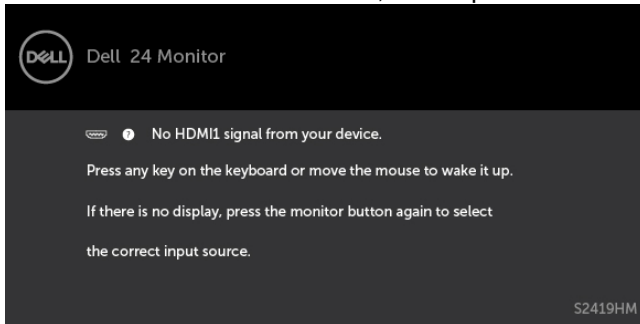 DELL
Dell 24 Monitor
No HDMI1 signal from your device.
Press any key on the keyboard or move the mouse to wake it up.
If there is no display, press the monitor button again to select
the correct input source.
S2419HM